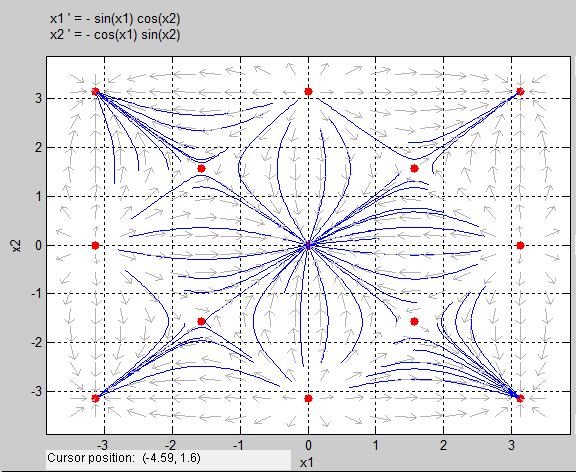 x1 ' = - sin(x1) cos(x2)
x2 ' = - cos(x1) sin(x2)
3
2
1
0
-1
-2
-3
x2
-3
-2
-1
0
1
2
3
x1
Cursor position: (-4.59, 1.6)